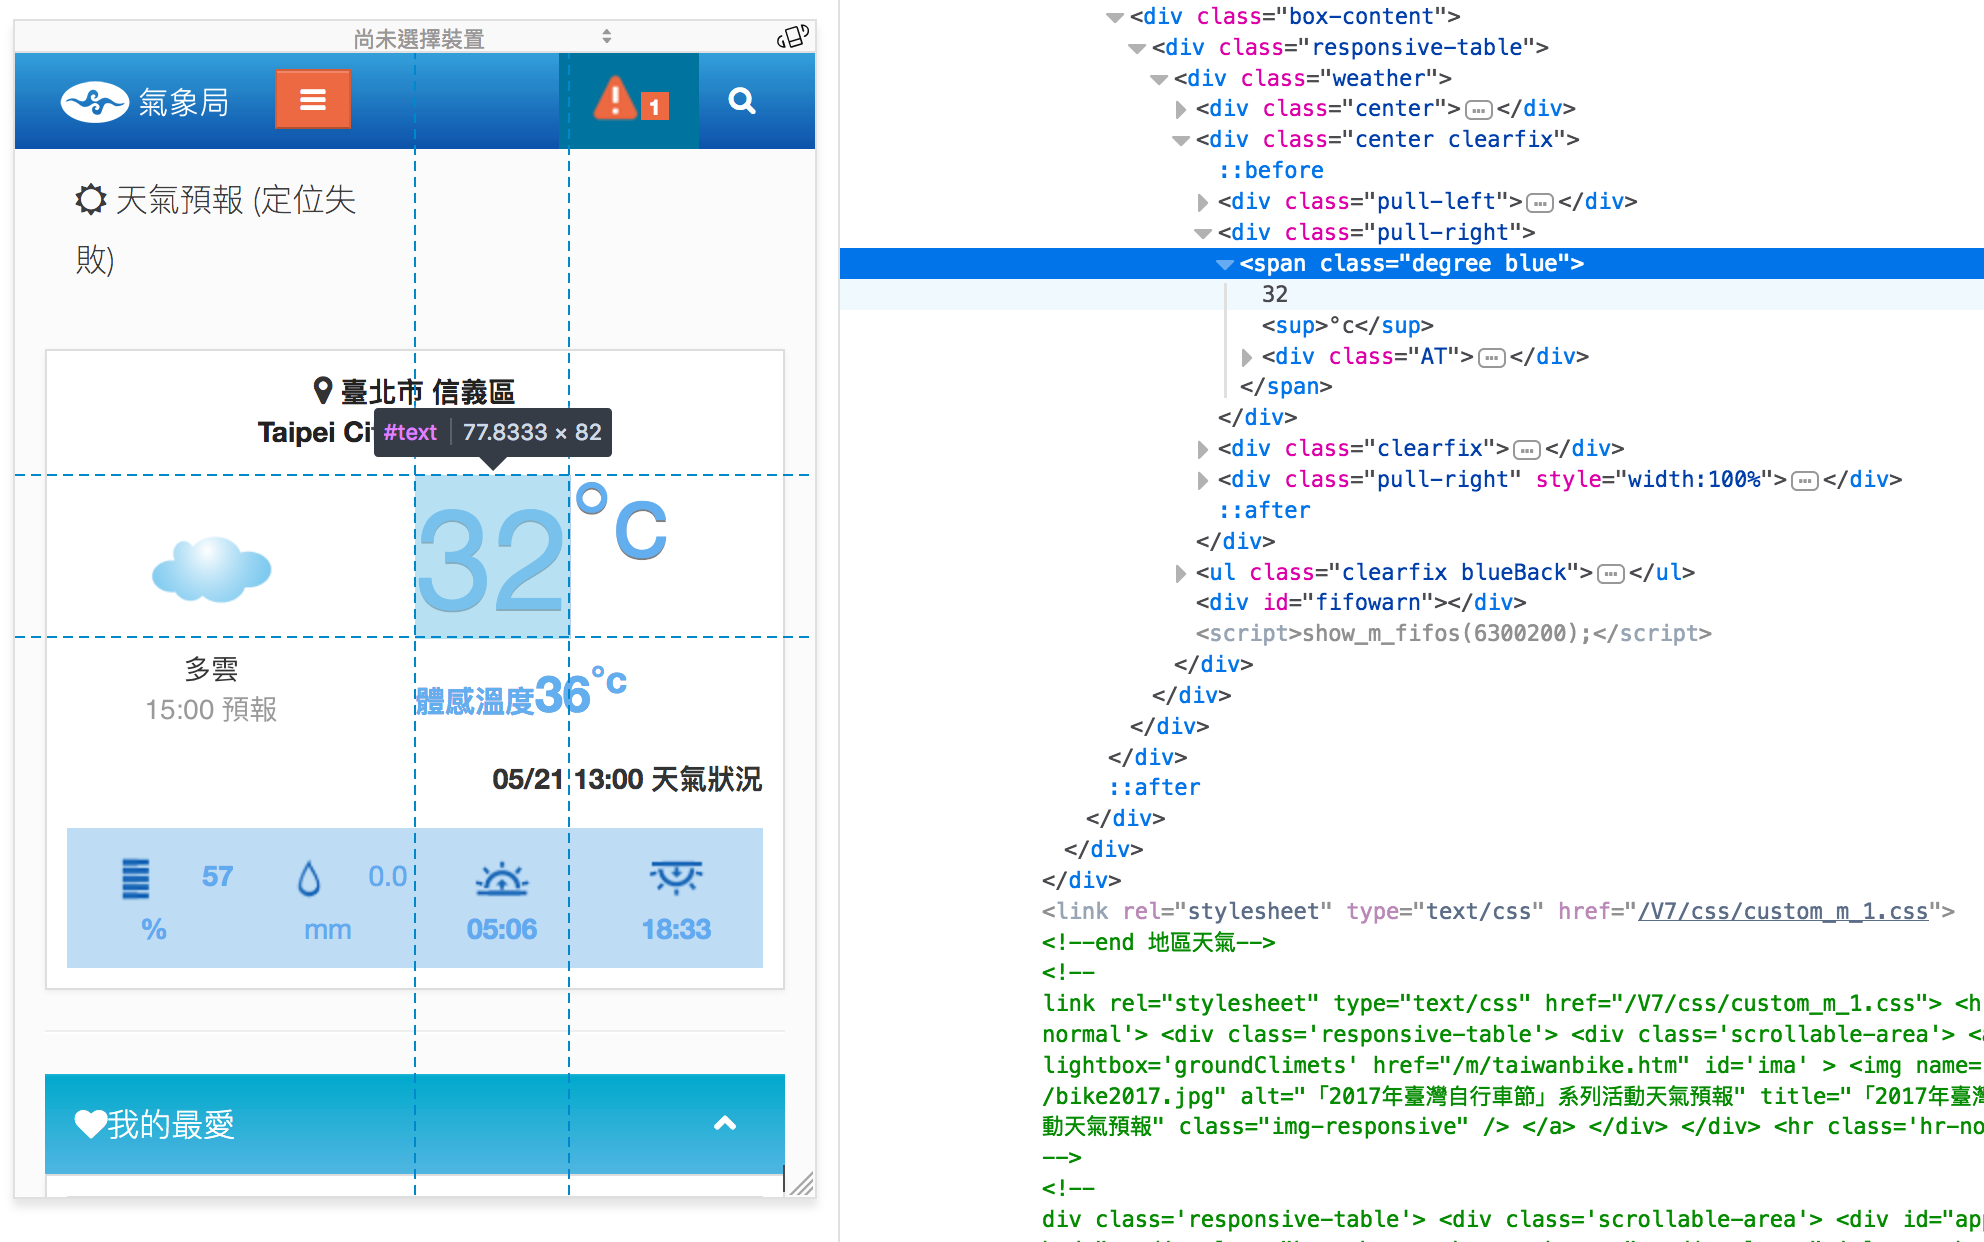 尚未選擇裝置
氣象局
1
天氣預報 (定位失
敗)
臺北市 信義區
Taipei Ci
#text 77.8333 × 82
32°C
多雲
15:00 預報
體感溫度36°C
05/21 13:00 天氣狀況
57 0.0
% mm 05:06 18:33
我的最愛
<div class="box-content">
<div class="responsive-table">
<div class="weather">
<div class="center">…</div>
<div class="center clearfix">
::before
<div class="pull-left">…</div>
<div class="pull-right">
<span class="degree blue">
32
<sup>°c</sup>
<div class="AT">…</div>
</span>
</div>
<div class="clearfix">…</div>
<div class="pull-right" style="width:100%">…</div>
::after
</div>
<ul class="clearfix blueBack">…</ul>
<div id="fifowarn"></div>
<script>show_m_fifos(6300200);</script>
</div>
</div>
</div>
</div>
::after
</div>
</div>
</div>
<link rel="stylesheet" type="text/css" href="/V7/css/custom_m_1.css">
<!--end 地區天氣-->
<!--
link rel="stylesheet" type="text/css" href="/V7/css/custom_m_1.css"> <h
normal'> <div class='responsive-table'> <div class='scrollable-area'> <a
lightbox='groundClimets' href="/m/taiwanbike.htm" id='ima' > <img name=
/bike2017.jpg" alt="「2017年臺灣自行車節」系列活動天氣預報" title="「2017年臺灣
動天氣預報" class="img-responsive" /> </a> </div> </div> <hr class='hr-no
-->
<!--
div class='responsive-table'> <div class='scrollable-area'> <div id="app